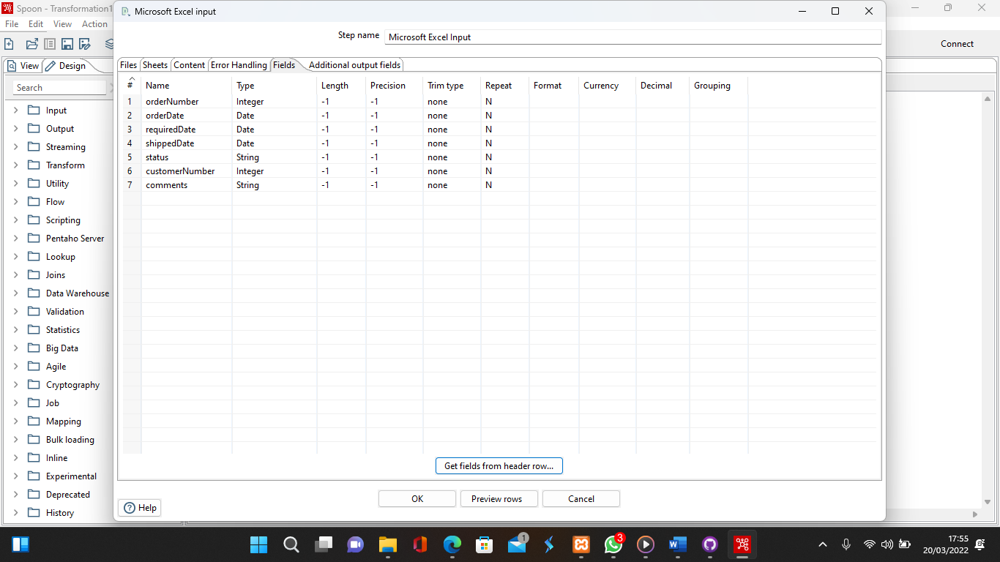 Spoon - Transformation1
Microsoft Excel input
File Edit View Action
Step name Microsoft Excel Input
Connect
View Design
Files Sheets Content Error Handling Fields Additional output fields
Search
# Name Type Length Precision Trim type Repeat Format Currency Decimal Grouping
1 orderNumber Integer -1 -1 none N
2 orderDate Date -1 -1 none N
3 requiredDate Date -1 -1 none N
4 shippedDate Date -1 -1 none N
5 status String -1 -1 none N
6 customerNumber Integer -1 -1 none N
7 comments String -1 -1 none N
Input
Output
Streaming
Transform
Utility
Flow
Scripting
Pentaho Server
Lookup
Joins
Data Warehouse
Validation
Statistics
Big Data
Agile
Cryptography
Job
Mapping
Bulk loading
Inline
Experimental
Deprecated
History
Get fields from header row...
OK Preview rows Cancel
Help
1
3
17:55
20/03/2022